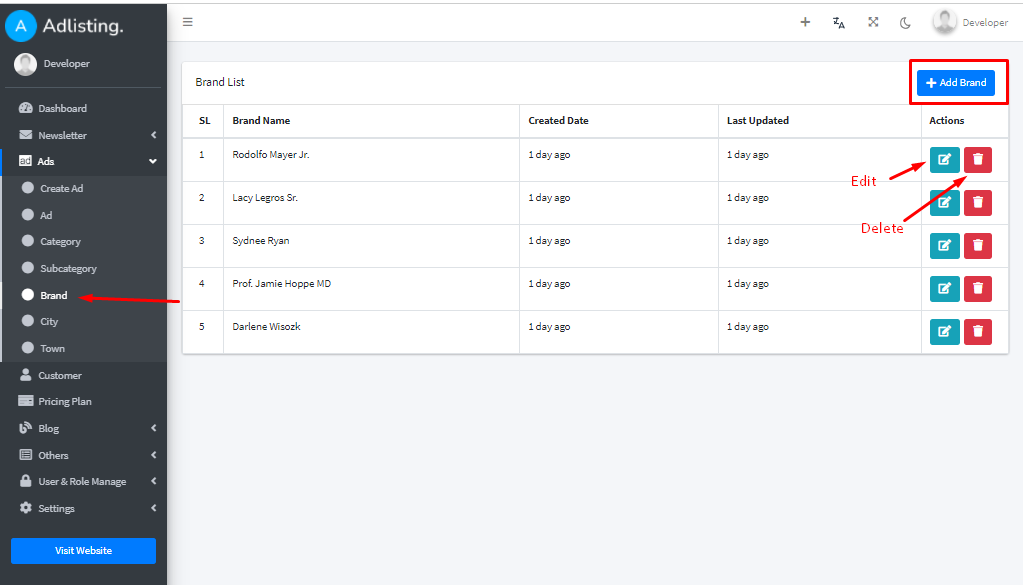 A Adlisting.
Developer
Developer
Dashboard
Newsletter
ad Ads
Create Ad
Ad
Category
Subcategory
Brand
City
Town
Customer
Pricing Plan
Blog
Others
User & Role Manage
Settings
Visit Website
Brand List
+ Add Brand
SL Brand Name Created Date Last Updated Actions
1 Rodolfo Mayer Jr. 1 day ago 1 day ago
Edit
2 Lacy Legros Sr. 1 day ago 1 day ago
Delete
3 Sydnee Ryan 1 day ago 1 day ago
4 Prof. Jamie Hoppe MD 1 day ago 1 day ago
5 Darlene Wisozk 1 day ago 1 day ago